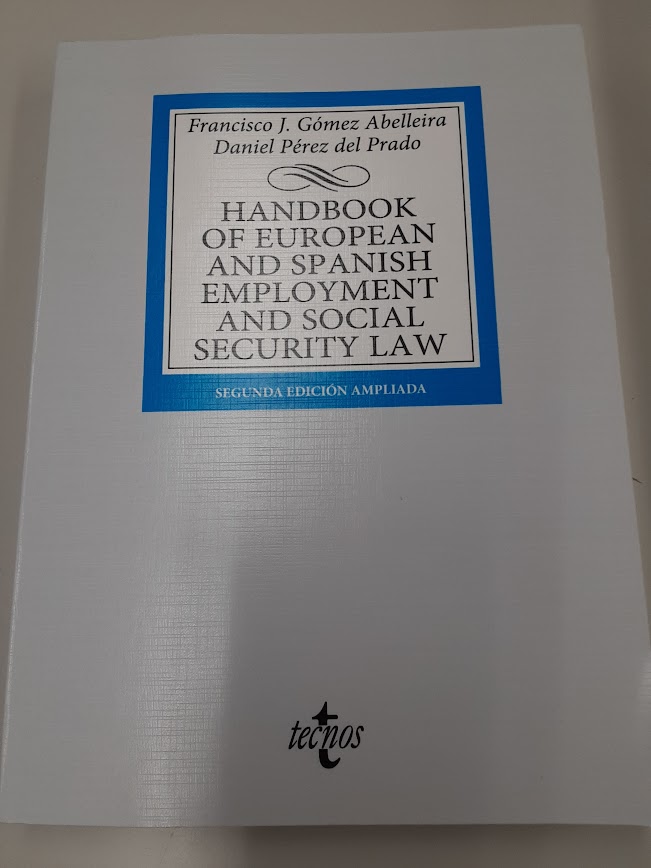 Francisco J. Gómez Abelleira
Daniel Pérez del Prado
HANDBOOK
OF EUROPEAN
AND SPANISH
EMPLOYMENT
AND SOCIAL
SECURITY LAW
SEGUNDA EDICIÓN AMPLIADA
tecnos